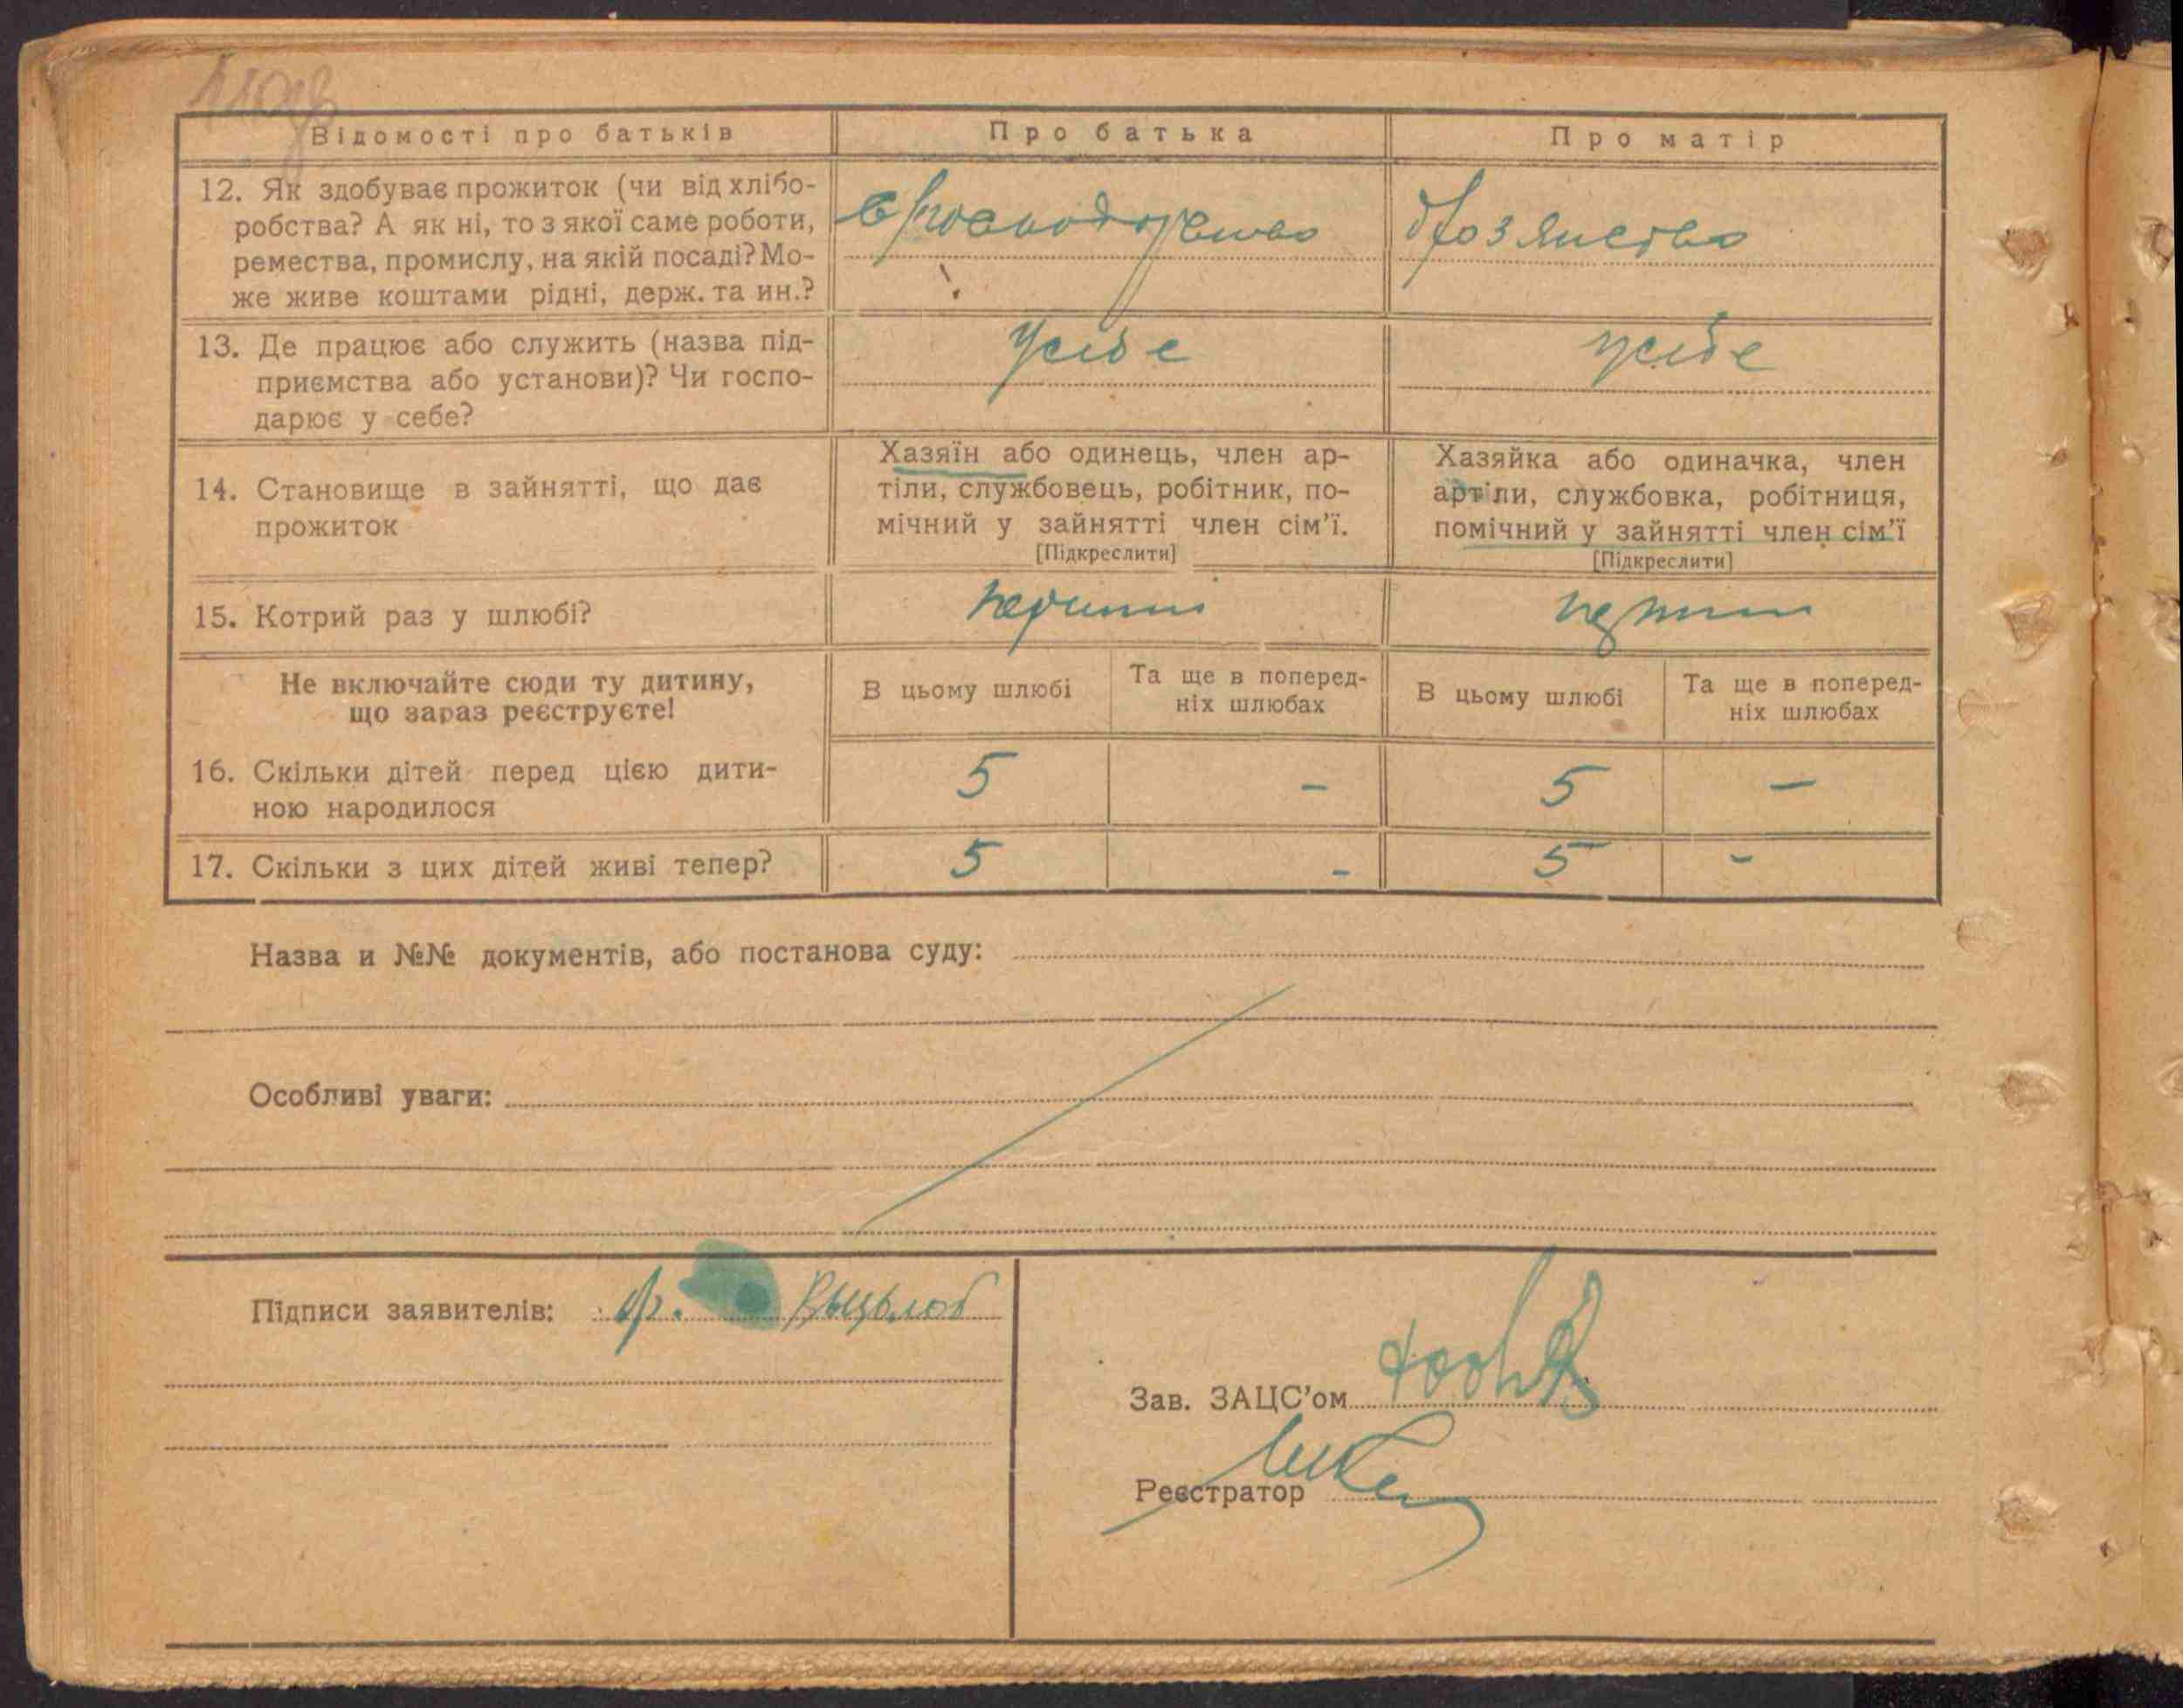 Відомості про батьків
Про батька
Про матір
12. Як здобуває прожиток (чи від хлібо-
робства? А як ні, то з якої саме роботи,
ремества, промислу, на якій посаді? Мо-
же живе коштами рідні, держ. та ин.?
13. Де працює або служить (назва під-
приємства або установи)? Чи госпо-
дарює у себе?
усебе
усебе
14. Становище в зайнятті, що дає
прожиток
Хазяїн або одинець, член ар-
тіли, службовець, робітник, по-
мічний у зайнятті член сім'ї.
[Підкреслити]
Хазяйка або одиначка, член
артіли, службовка, робітниця,
помічний у зайнятті член сім'ї
[Підкреслити]
15. Котрий раз у шлюбі?
Не включайте сюди ту дитину,
що зараз реєструєте!
В цьому шлюбі
Та ще в поперед-
ніх шлюбах
В цьому шлюбі
Та ще в поперед-
ніх шлюбах
16. Скільки дітей перед цією дити-
ною народилося
5 – 5 –
17. Скільки з цих дітей живі тепер? 5 – 5 –
Назва и №№ документів, або постанова суду:
Особливі уваги:
Підписи заявителів:
Зав. ЗАЦС'ом
Реєстратор